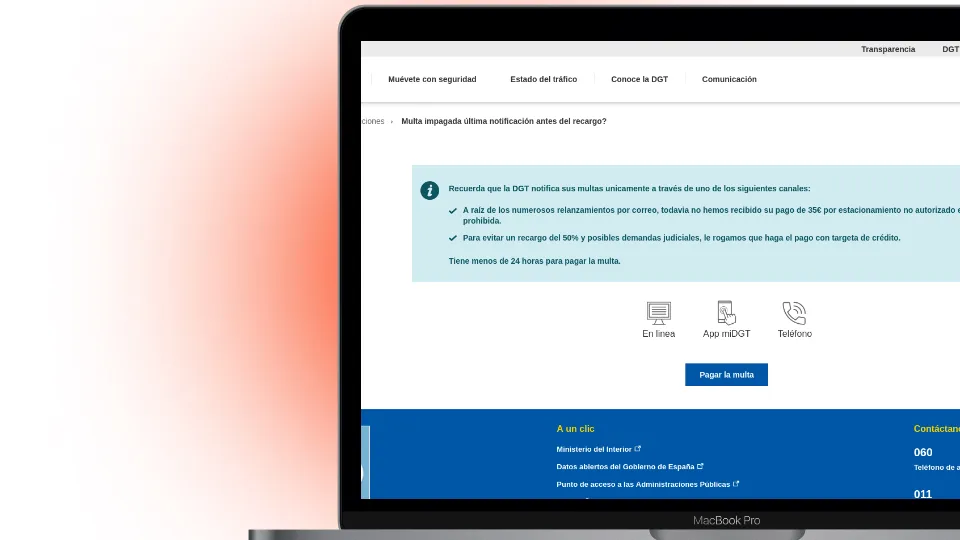 Transparencia DGT
Muévete con seguridad Estado del tráfico Conoce la DGT Comunicación
ciones ▸ Multa impagada última notificación antes del recargo?
Recuerda que la DGT notifica sus multas unicamente a través de uno de los siguientes canales:
A raíz de los numerosos relanzamientos por correo, todavia no hemos recibido su pago de 35€ por estacionamiento no autorizado e
prohibida.
Para evitar un recargo del 50% y posibles demandas judiciales, le rogamos que haga el pago con targeta de crédito.
Tiene menos de 24 horas para pagar la multa.
En linea App miDGT Teléfono
Pagar la multa
A un clic Contáctano
Ministerio del Interior 060
Datos abiertos del Gobierno de España Teléfono de a
Punto de acceso a las Administraciones Públicas
011
MacBook Pro